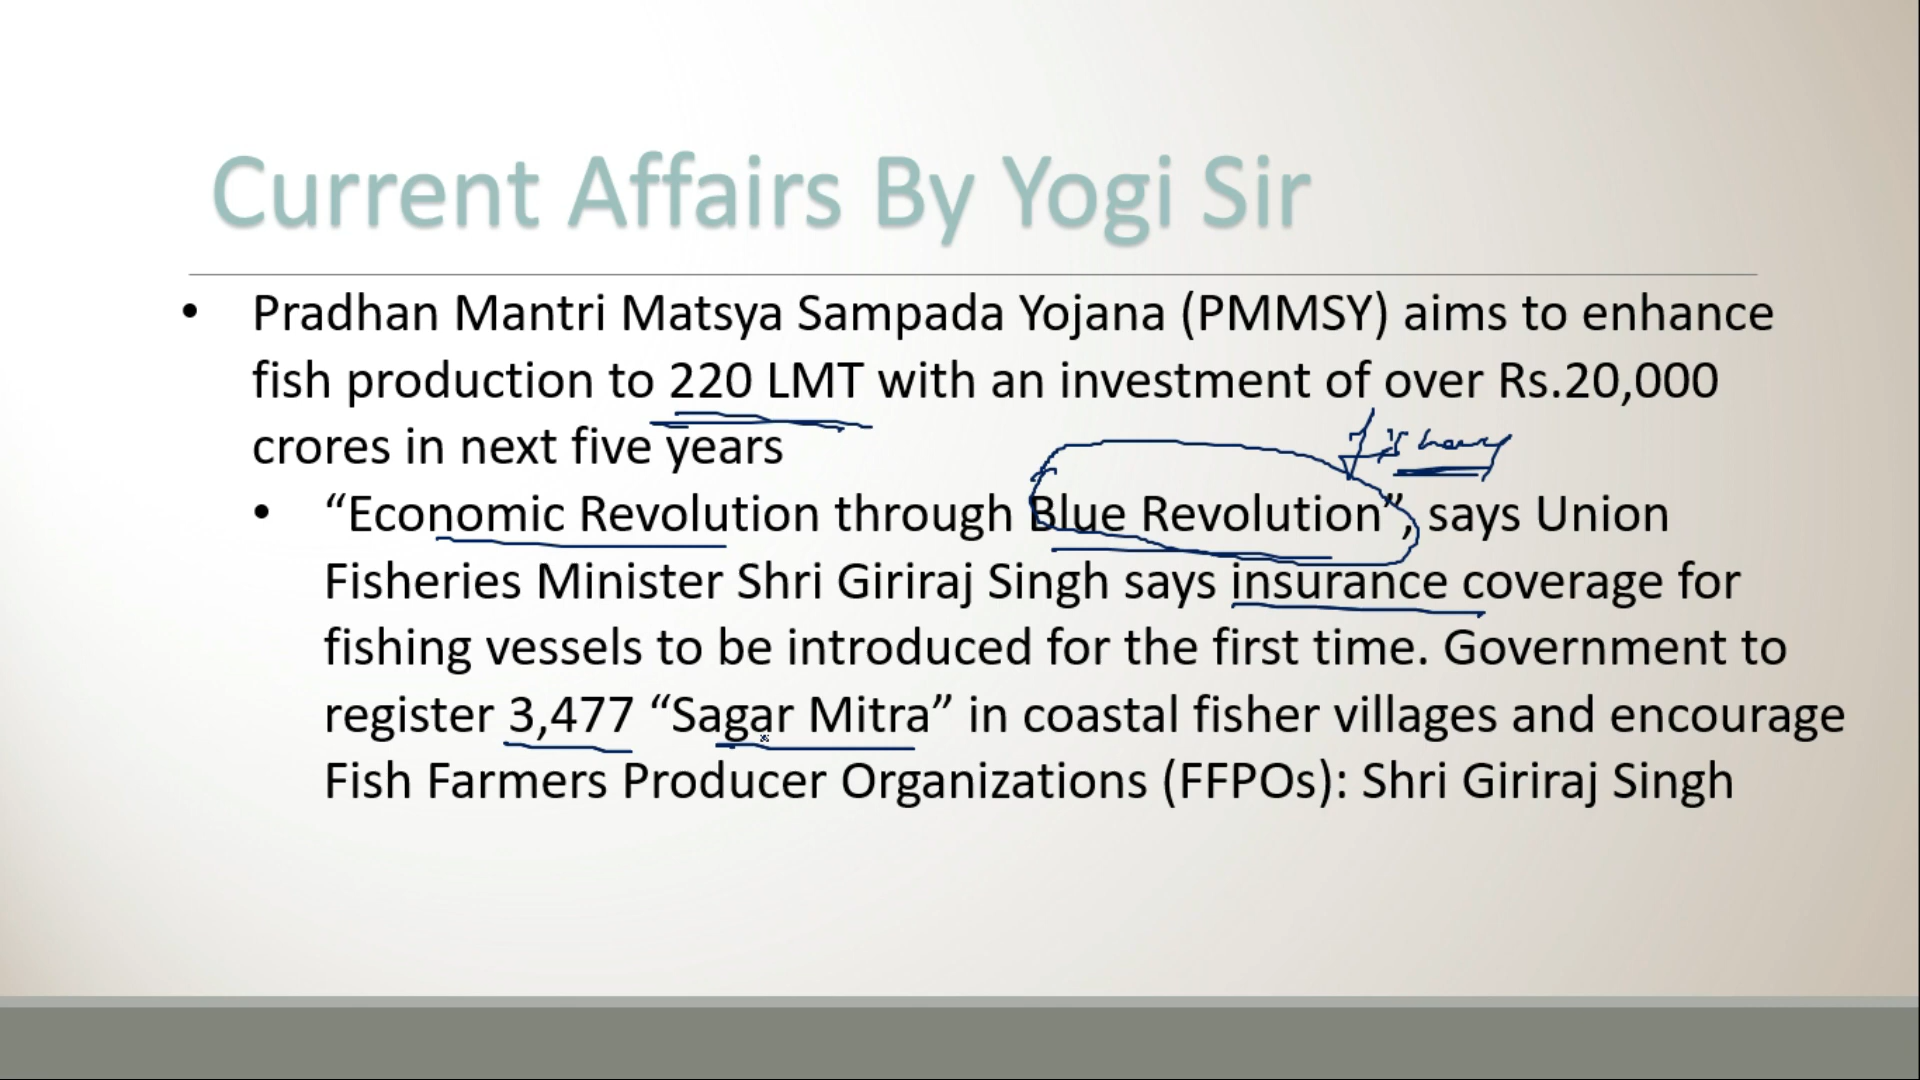 Current Affairs By Yogi Sir
• Pradhan Mantri Matsya Sampada Yojana (PMMSY) aims to enhance
fish production to 220 LMT with an investment of over Rs.20,000
crores in next five years
• “Economic Revolution through Blue Revolution”, says Union
Fisheries Minister Shri Giriraj Singh says insurance coverage for
fishing vessels to be introduced for the first time. Government to
register 3,477 “Sagar Mitra” in coastal fisher villages and encourage
Fish Farmers Producer Organizations (FFPOs): Shri Giriraj Singh